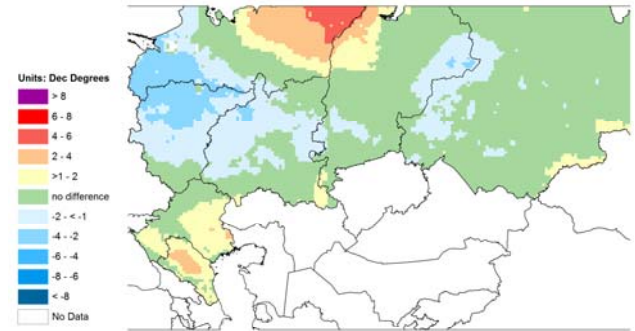 Units: Dec Degrees
> 8
6 - 8
4 - 6
2 - 4
>1 - 2
no difference
-2 - < -1
-4 - -2
-6 - -4
-8 - -6
< -8
No Data